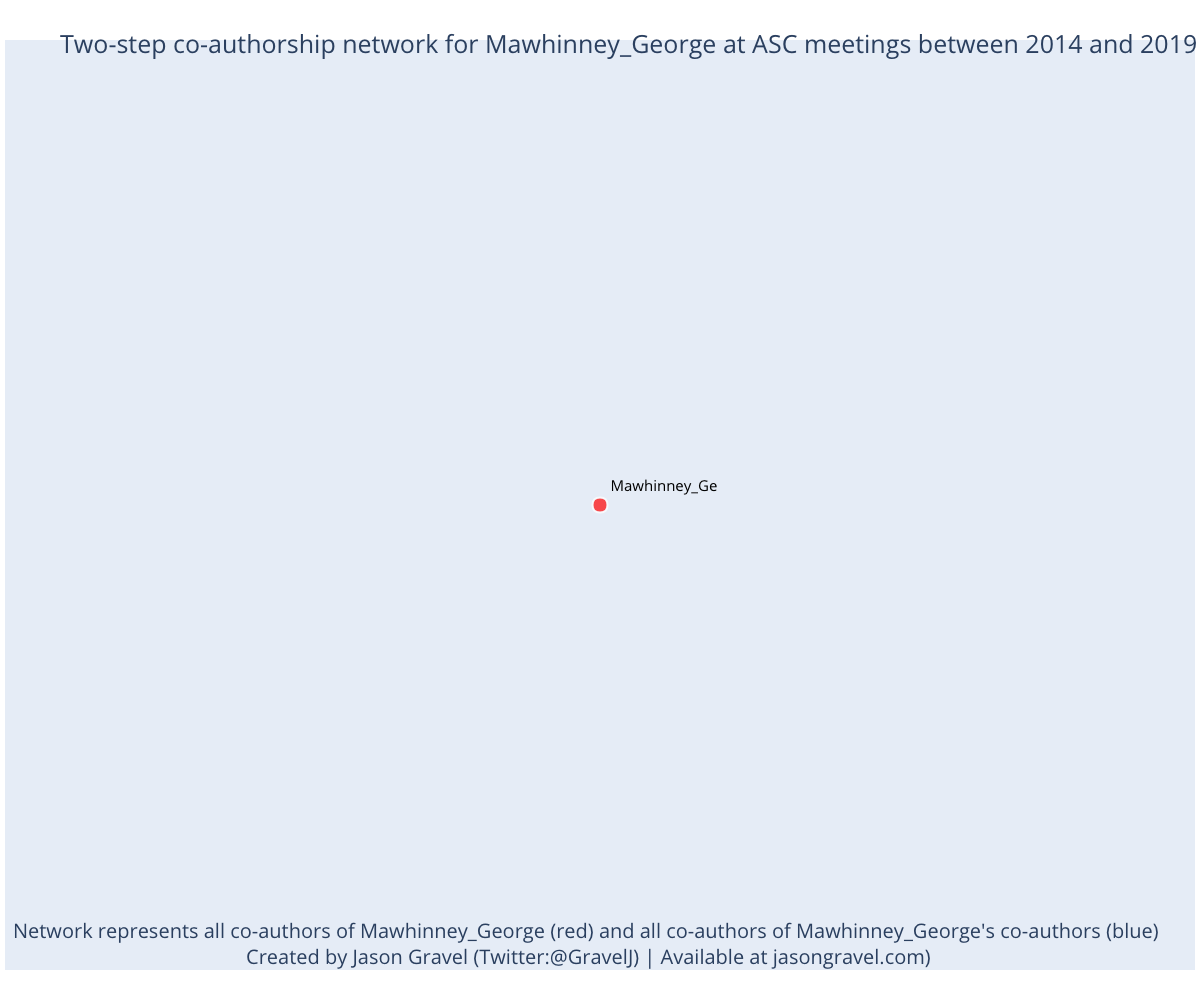 Two-step co-authorship network for Mawhinney_George at ASC meetings between 2014 and 2019
Mawhinney_Ge
Network represents all co-authors of Mawhinney_George (red) and all co-authors of Mawhinney_George's co-authors (blue)
Created by Jason Gravel (Twitter:@GravelJ) | Available at jasongravel.com)